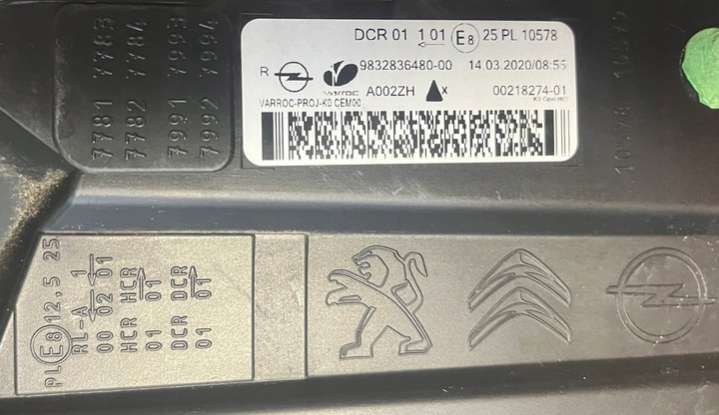 7781 7783
7782 7784
7991 7993
7992 7994
DCR 01 1 01 E8 25 PL 10578
R 9832836480-00 14.03.2020/08:56
varroc A002ZH x 00218274-01
VARROC-PROJ-K0 CEM00
PL E8 12,5 25
RL-A 1
00 02 01
HCR HCR
01 01
DCR DCR
01 01